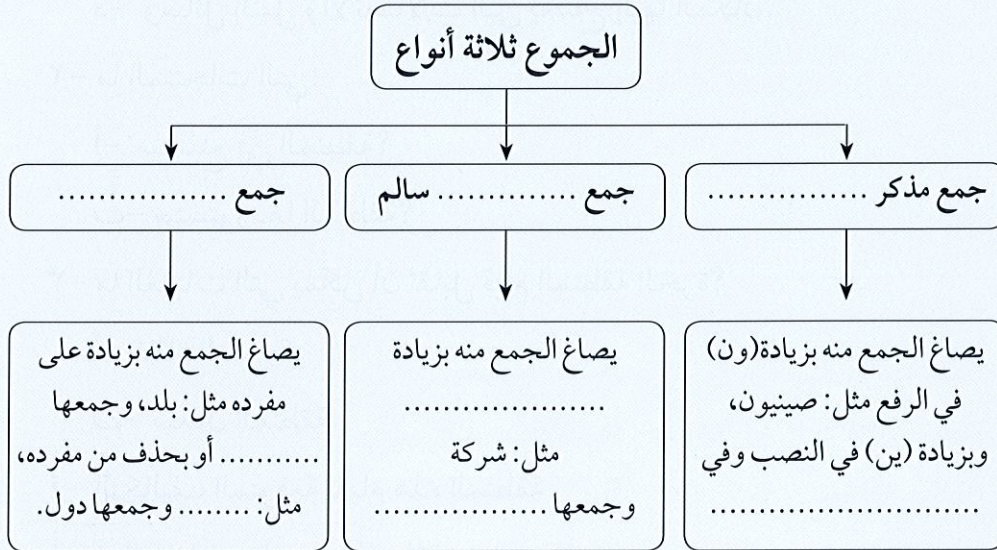 الجموع ثلاثة أنواع
جمع مذكر ................
جمع .............. سالم
جمع .................
يصاغ الجمع منه بزيادة(ون)
في الرفع مثل: صينيون،
وبزيادة (ين) في النصب وفي
...........................
يصاغ الجمع منه بزيادة
....................
مثل: شركة
وجمعها ..................
يصاغ الجمع منه بزيادة على
مفرده مثل: بلد، وجمعها
........... أو بحذف من مفرده،
مثل: ........ وجمعها دول.